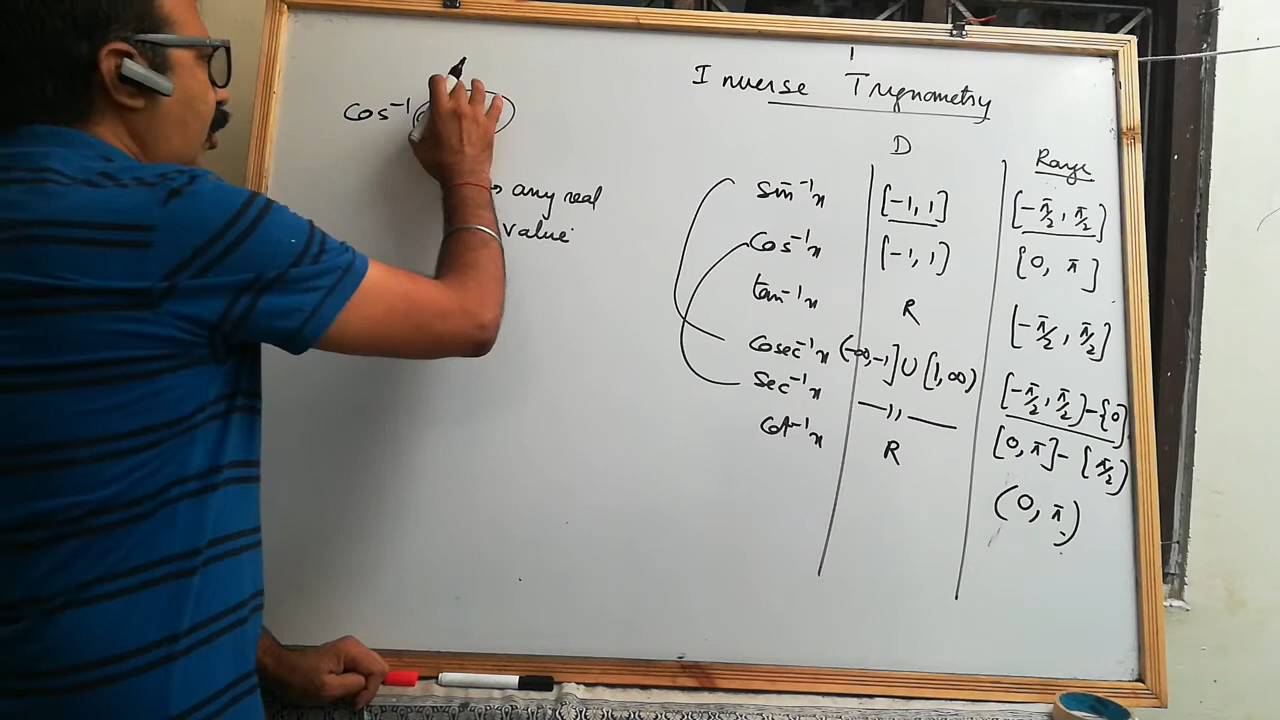 Inverse Trignometry
D
Range
cos⁻¹
any real
value
sin⁻¹x [-1, 1] [-π/2, π/2]
cos⁻¹x [-1, 1] [0, π]
tan⁻¹x R [-π/2, π/2]
cosec⁻¹x (-∞, -1] ∪ [1, ∞) [-π/2, π/2] - {0}
sec⁻¹x —,,— [0, π] - {π/2}
cot⁻¹x R (0, π)